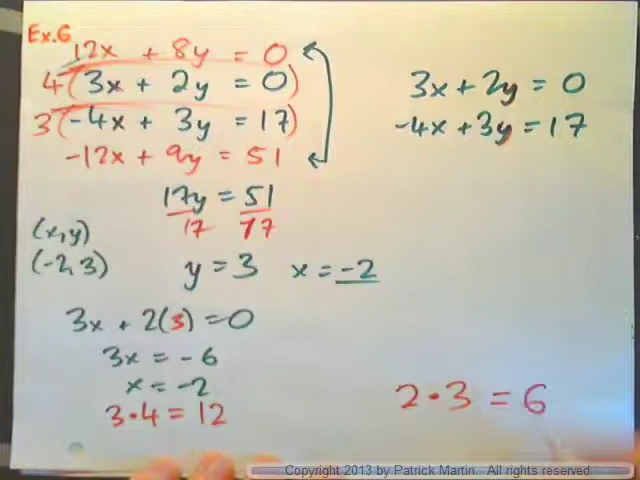 Ex.6
12x + 8y = 0
4(3x + 2y = 0)
3(-4x + 3y = 17)
-12x + 9y = 51
17y = 51
17 17
(x,y)
(-2,3)
y = 3 x = -2
3x + 2(3) = 0
3x = -6
x = -2
3·4 = 12
3x + 2y = 0
-4x + 3y = 17
2·3 = 6
Copyright 2013 by Patrick Martin. All rights reserved.